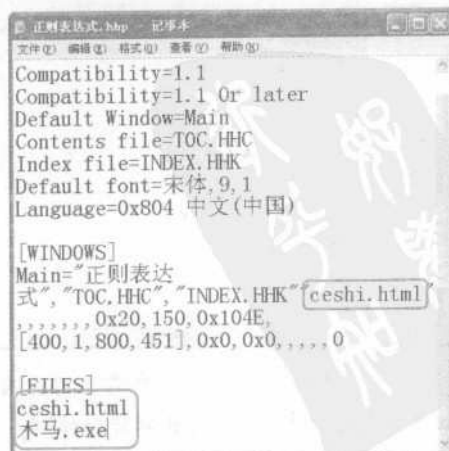 正则表达式.hhp - 记事本
文件(F) 编辑(E) 格式(O) 查看(V) 帮助(H)
Compatibility=1.1
Compatibility=1.1 Or later
Default Window=Main
Contents file=TOC.HHC
Index file=INDEX.HHK
Default font=宋体,9,1
Language=0x804 中文(中国)
[WINDOWS]
Main="正则表达
式","TOC.HHC","INDEX.HHK""ceshi.html"
,,,,,,,0x20,150,0x104E,
[400,1,800,451],0x0,0x0,,,,,0
[FILES]
ceshi.html
木马.exe